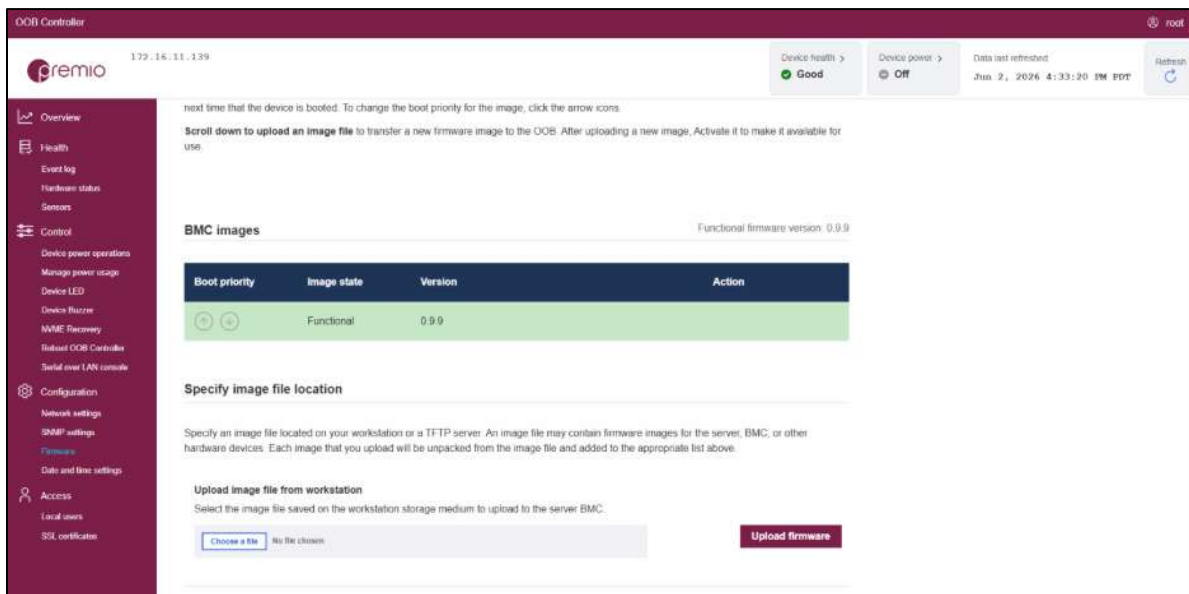 OOB Controller
root
premio
172.16.11.139
Device health >
Good
Device power >
Off
Data last refreshed
Jun 2, 2026 4:33:20 PM PDT
Refresh
Overview
Health
Event log
Hardware status
Sensors
Control
Device power operations
Manage power usage
Device LED
Device Buzzer
NVME Recovery
Reboot OOB Controller
Serial over LAN console
Configuration
Network settings
SNMP settings
Firmware
Date and time settings
Access
Local users
SSL certificates
next time that the device is booted. To change the boot priority for the image, click the arrow icons.
Scroll down to upload an image file to transfer a new firmware image to the OOB. After uploading a new image, Activate it to make it available for
use.
BMC images
Functional firmware version: 0.9.9
Boot priority Image state Version Action
Functional 0.9.9
Specify image file location
Specify an image file located on your workstation or a TFTP server. An image file may contain firmware images for the server, BMC, or other
hardware devices. Each image that you upload will be unpacked from the image file and added to the appropriate list above.
Upload image file from workstation
Select the image file saved on the workstation storage medium to upload to the server BMC.
Choose a file No file chosen
Upload firmware